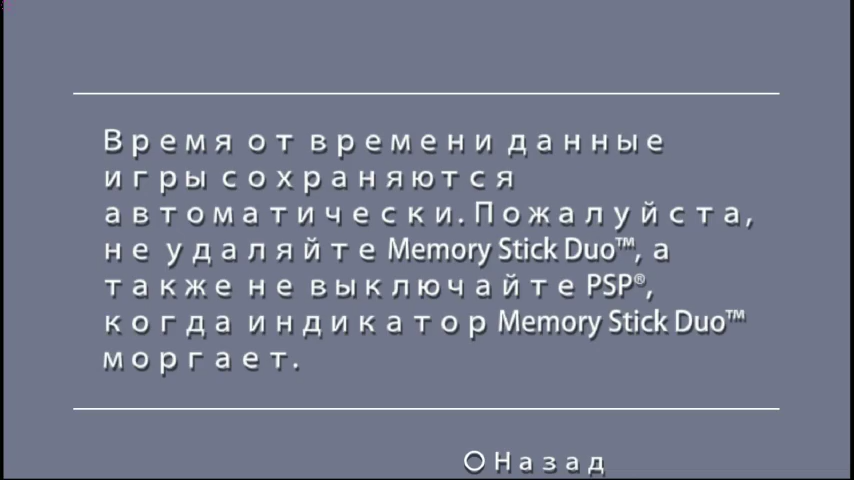 Время от времени данные
игры сохраняются
автоматически. Пожалуйста,
не удаляйте Memory Stick Duo™, а
также не выключайте PSP®,
когда индикатор Memory Stick Duo™
моргает.
Назад